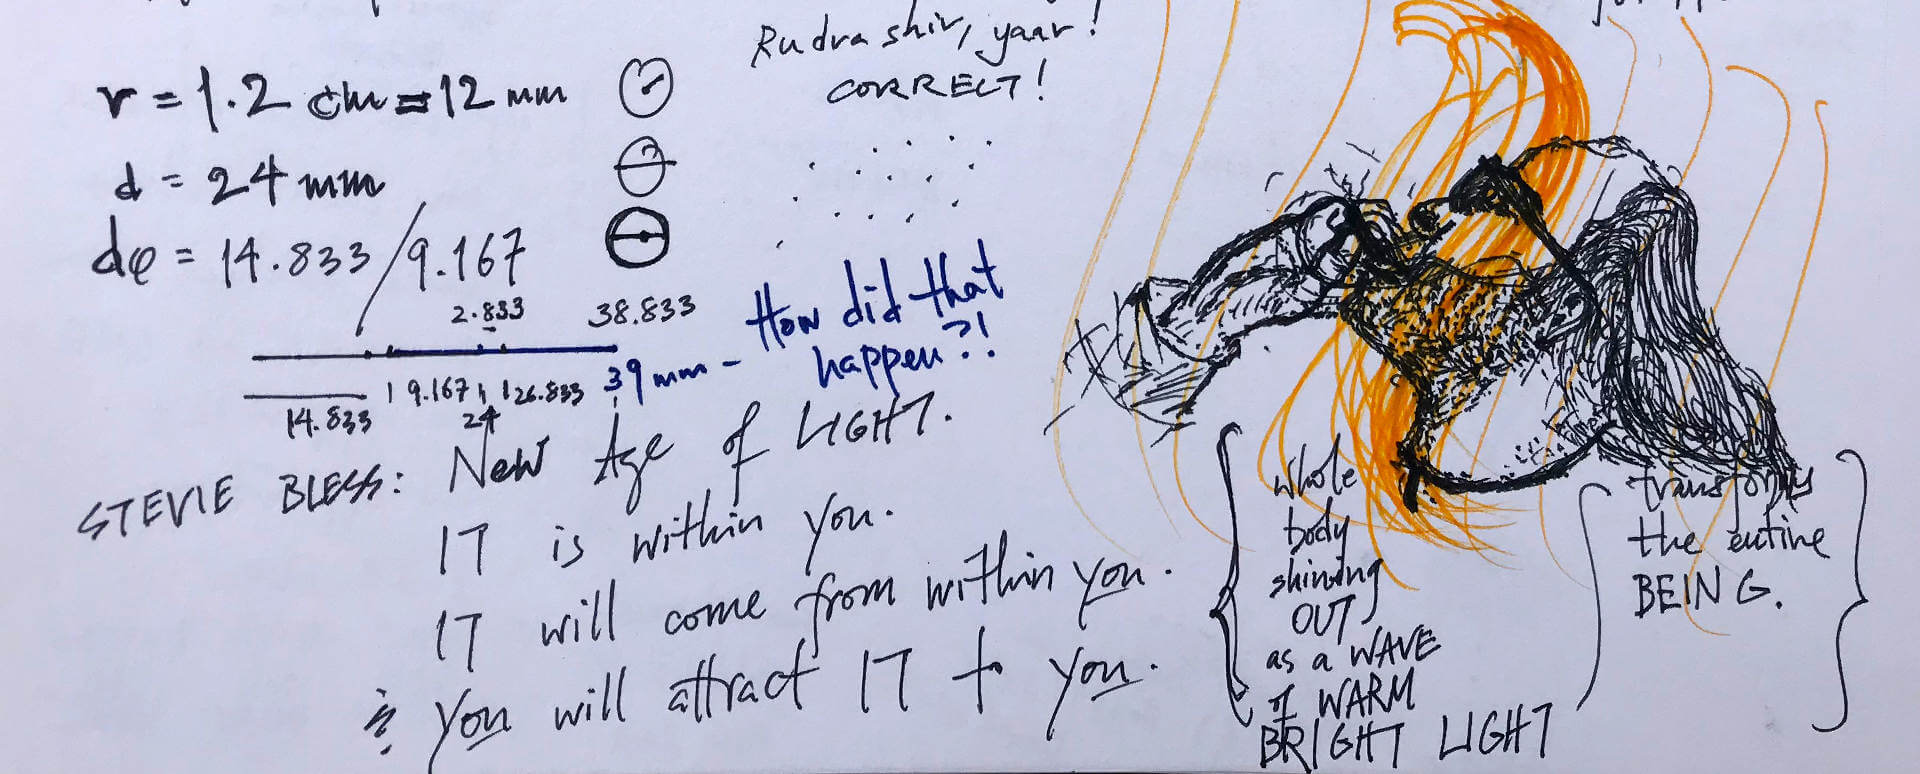 Rudra shiv, yaar!
CORRECT!
r = 1.2 cm = 12 mm
d = 24 mm
dφ = 14.833 / 9.167
2.833
38.833
14.833
9.167
24
26.833
39 mm - How did that
happen?!
STEVIE BLESS: New Age of LIGHT.
IT is within you.
IT will come from within you.
& you will attract IT to you.
whole
body
shining
OUT
as a WAVE
of WARM
BRIGHT LIGHT
transforms
the entire
BEING.